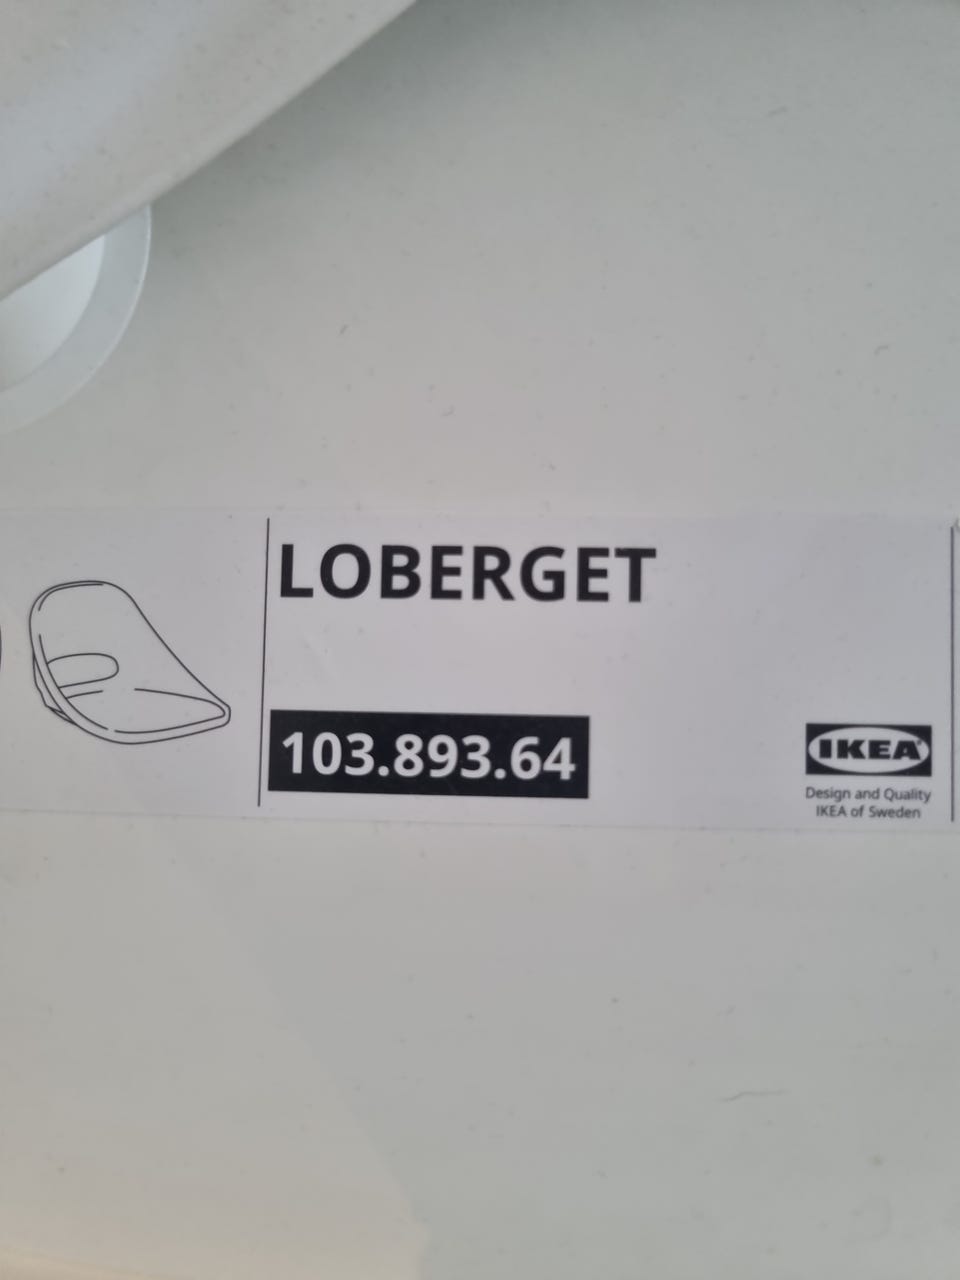 LOBERGET
103.893.64
IKEA®
Design and Quality
IKEA of Sweden